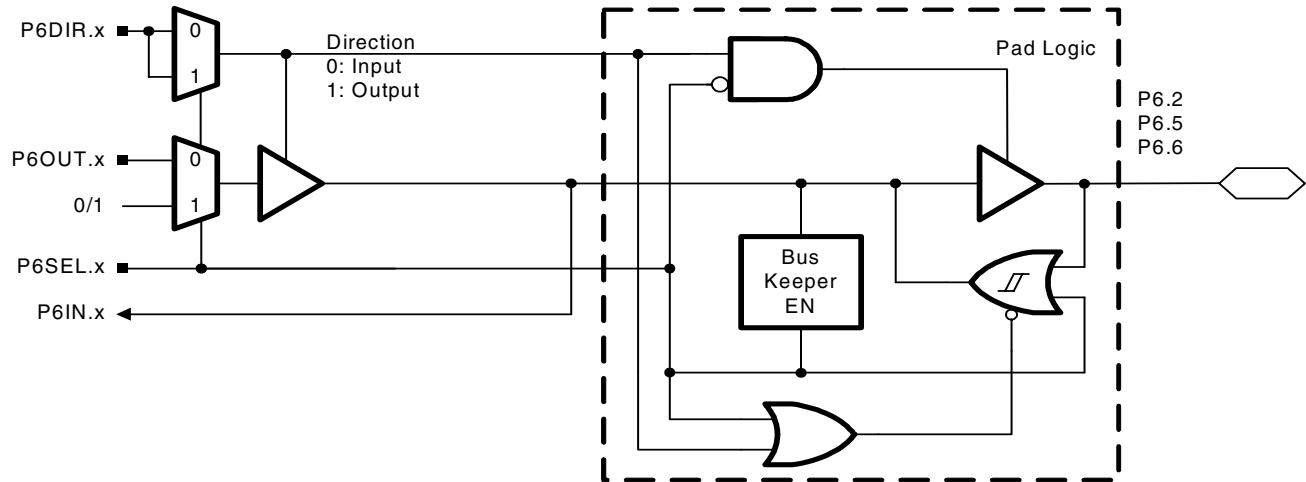 P6DIR.x
0
1
Direction
0: Input
1: Output
Pad Logic
P6.2
P6.5
P6.6
P6OUT.x
0
0/1
1
Bus
Keeper
EN
P6SEL.x
P6IN.x